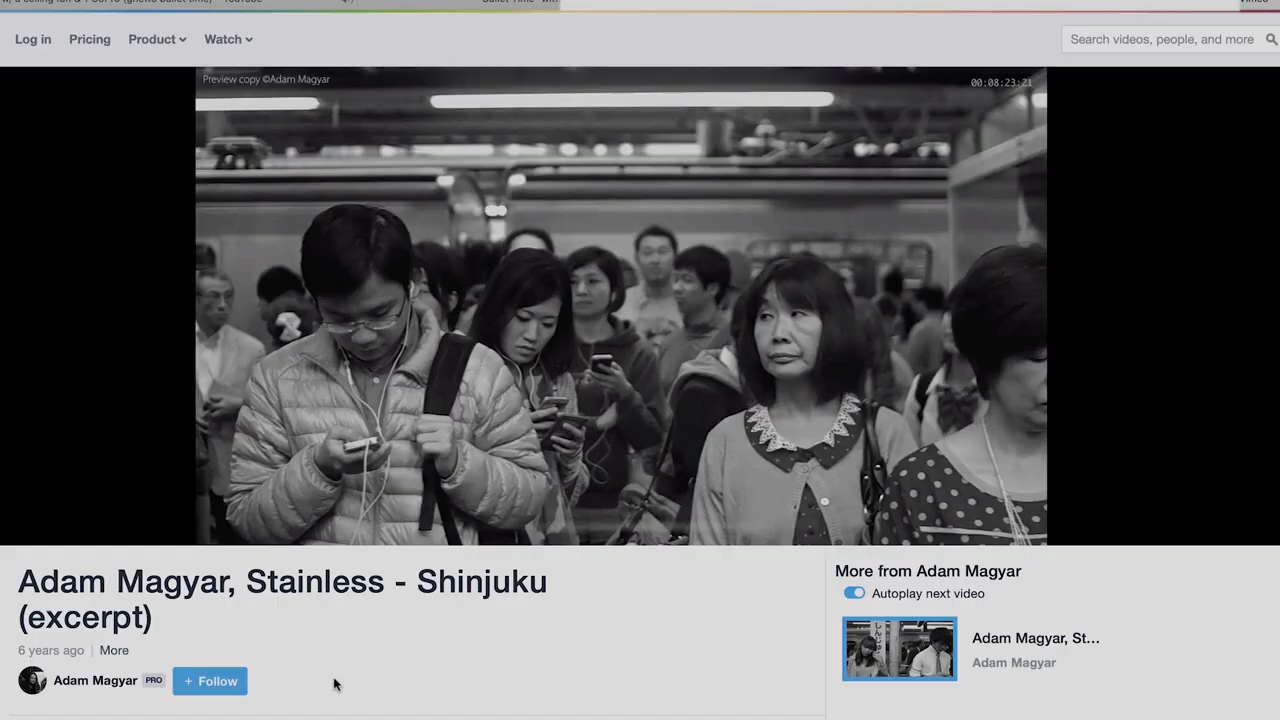 Log in Pricing Product Watch Search videos, people, and more
Preview copy ©Adam Magyar 00:08:23:21
Adam Magyar, Stainless - Shinjuku
(excerpt)
6 years ago | More
Adam Magyar PRO + Follow
More from Adam Magyar
Autoplay next video
Adam Magyar, St...
Adam Magyar